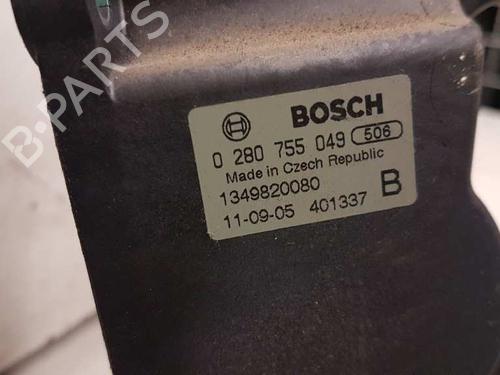 BOSCH
0 280 755 049 506
Made in Czech Republic
1349820080
11-09-05 401337 B
B-PARTS